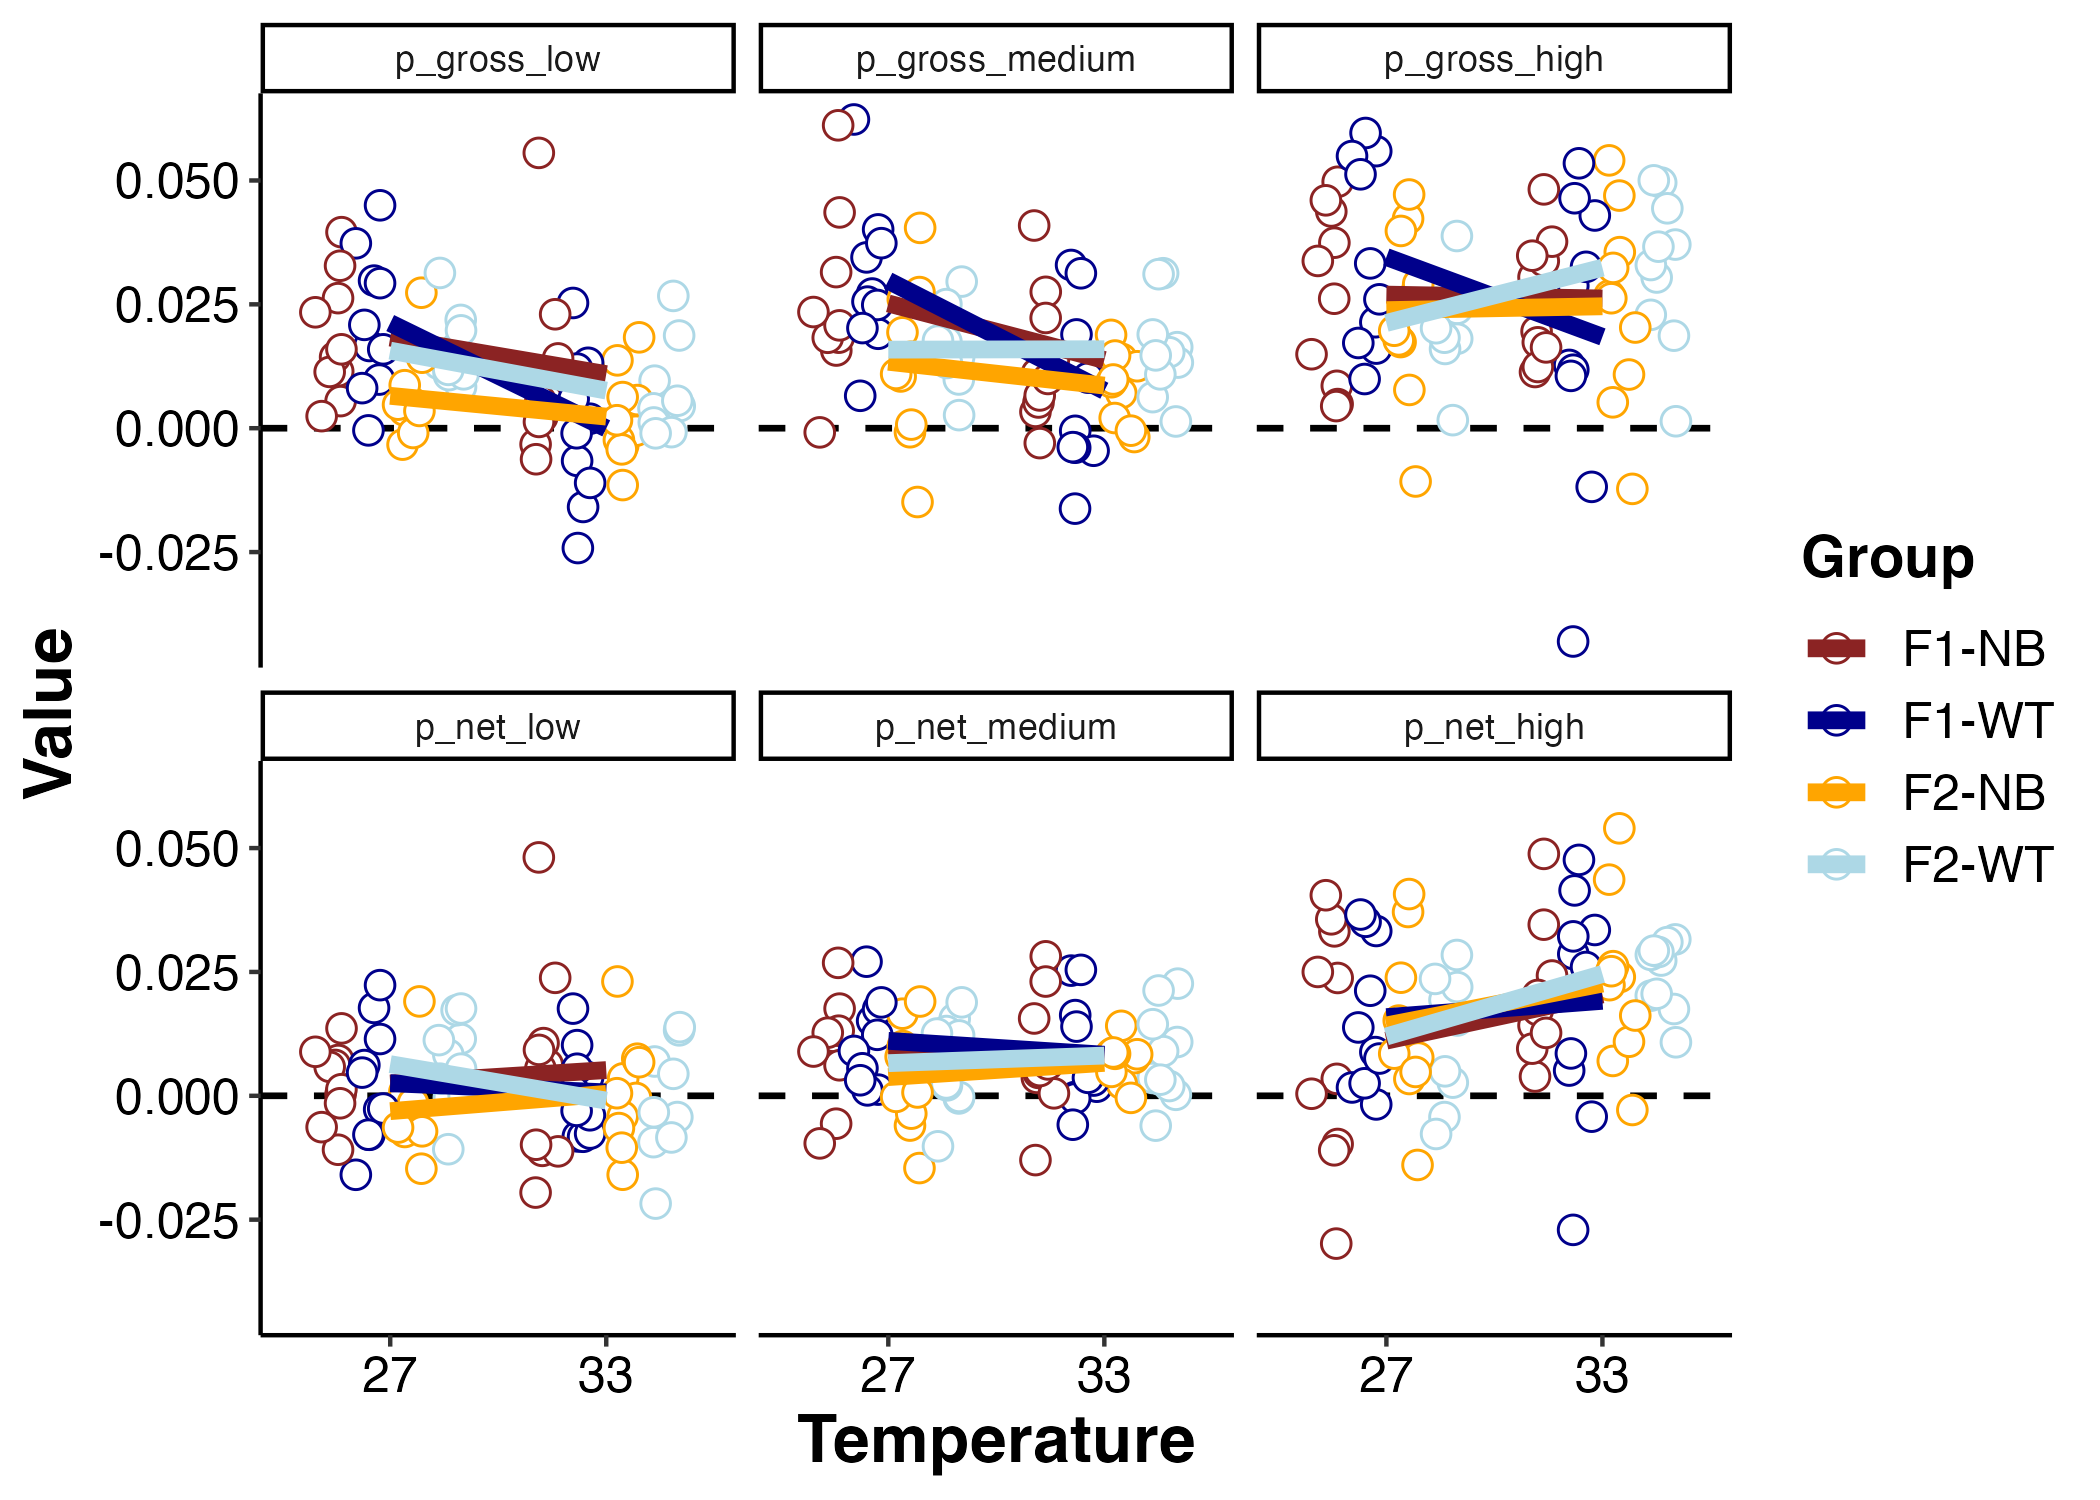 p_gross_low
p_gross_medium
p_gross_high
0.050
0.025
0.000
-0.025
p_net_low
p_net_medium
p_net_high
0.050
0.025
0.000
-0.025
27
33
27
33
27
33
Temperature
Value
Group
F1-NB
F1-WT
F2-NB
F2-WT